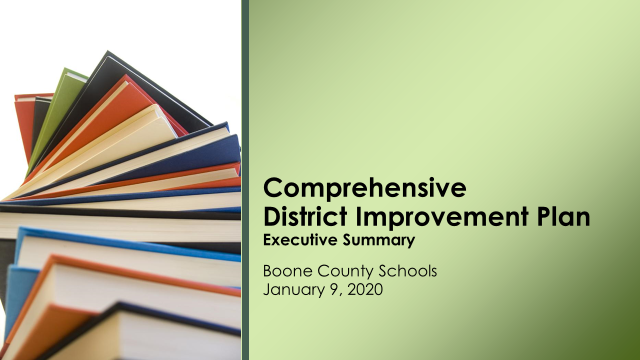 Comprehensive
District Improvement Plan
Executive Summary
Boone County Schools
January 9, 2020